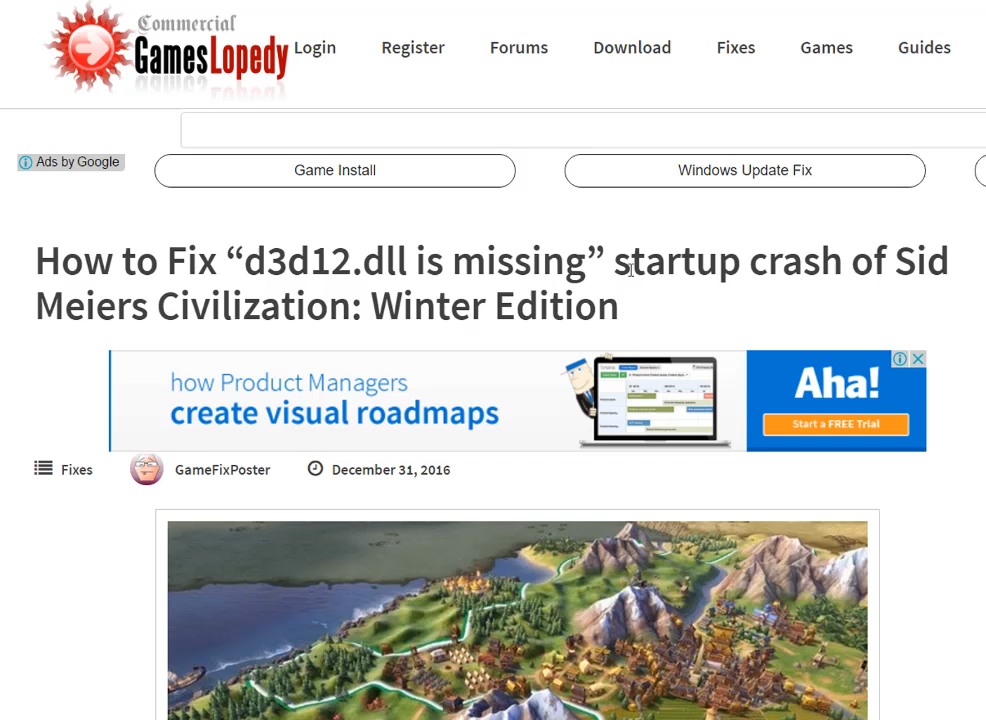 Commercial
GamesLopedy
Login Register Forums Download Fixes Games Guides
Ads by Google
Game Install
Windows Update Fix
How to Fix “d3d12.dll is missing” startup crash of Sid
Meiers Civilization: Winter Edition
how Product Managers
create visual roadmaps
Aha!
Start a FREE Trial
Fixes GameFixPoster December 31, 2016